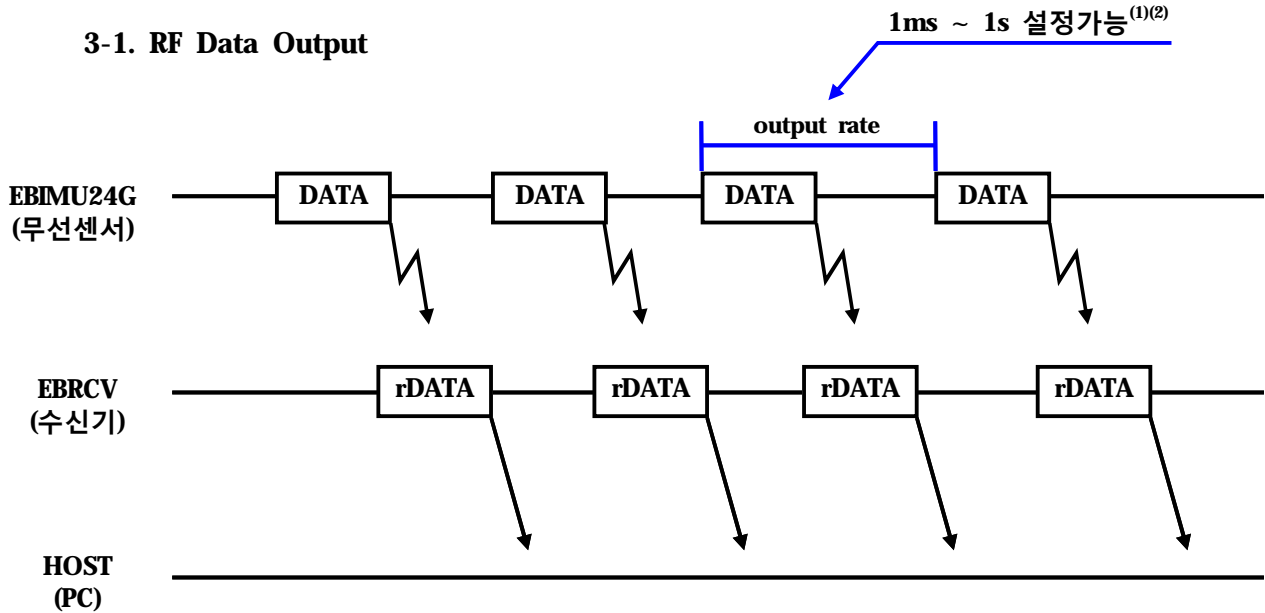 1ms ~ 1s 설정가능(1)(2)
3-1. RF Data Output
output rate
EBIMU24G
(무선센서)
DATA DATA DATA DATA
EBRCV
(수신기)
rDATA rDATA rDATA rDATA
HOST
(PC)